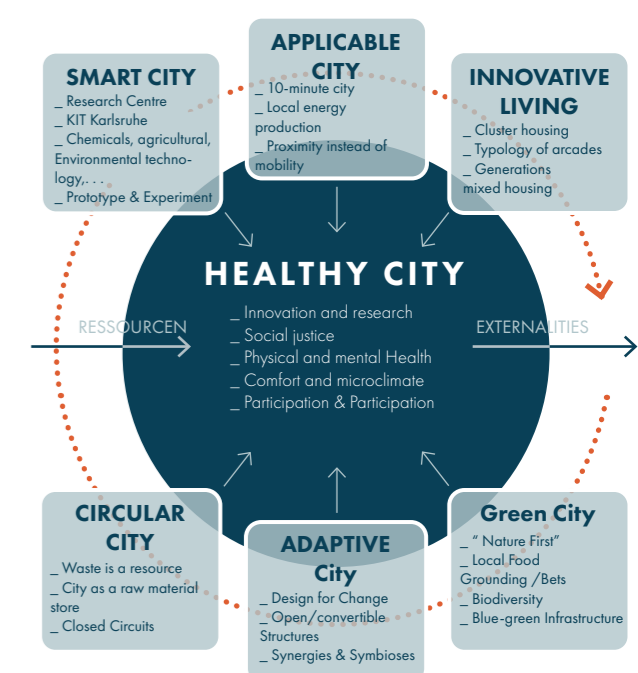 SMART CITY
_ Research Centre
_ KIT Karlsruhe
_ Chemicals, agricultural,
Environmental techno-
logy,. . .
_ Prototype & Experiment
APPLICABLE
CITY
_ 10-minute city
_ Local energy
production
_ Proximity instead of
mobility
INNOVATIVE
LIVING
_ Cluster housing
_ Typology of arcades
_ Generations
mixed housing
HEALTHY CITY
_ Innovation and research
_ Social justice
_ Physical and mental Health
_ Comfort and microclimate
_ Participation & Participation
RESSOURCEN
EXTERNALITIES
CIRCULAR
CITY
_ Waste is a resource
_ City as a raw material
store
_ Closed Circuits
ADAPTIVE
City
_ Design for Change
_ Open/convertible
Structures
_ Synergies & Symbioses
Green City
_ “ Nature First”
_ Local Food
Grounding /Bets
_ Biodiversity
_ Blue-green Infrastructure